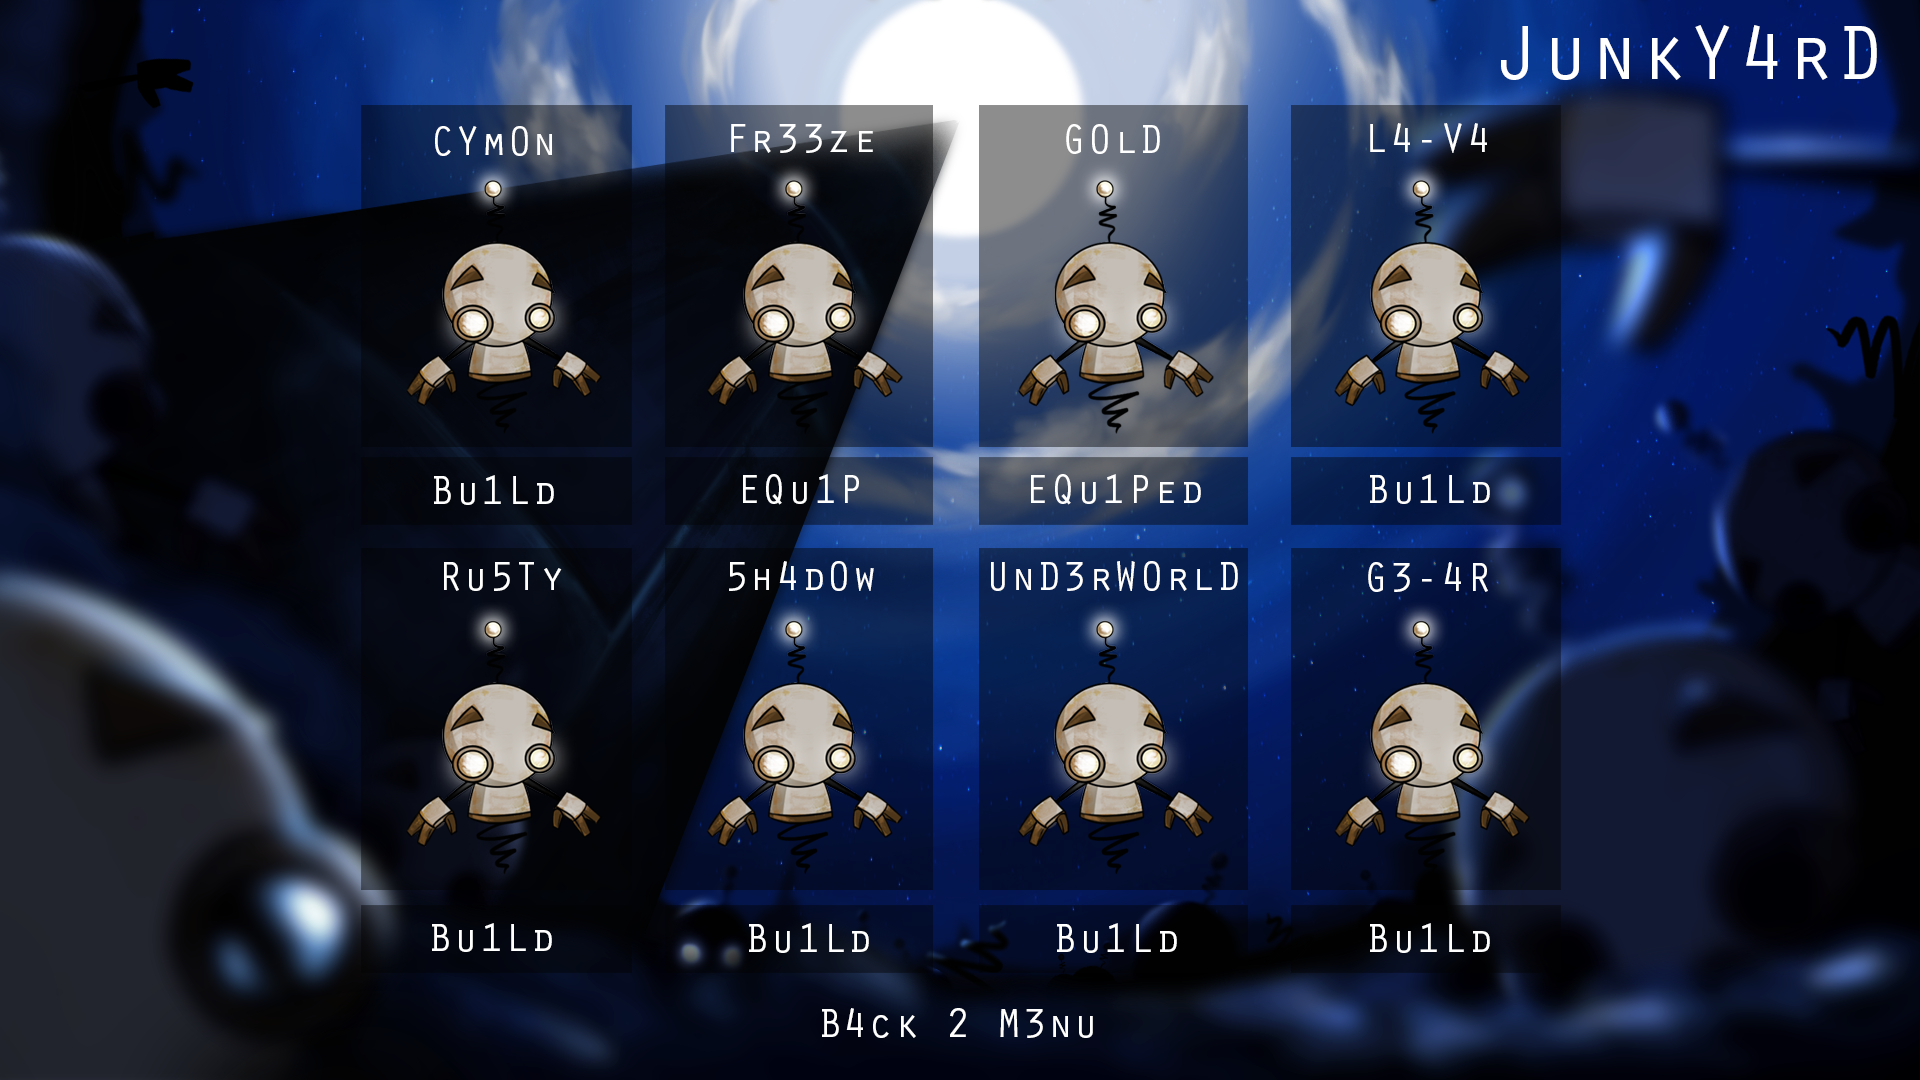 JunkY4rD
CYmOn
Fr33ze
GOlD
L4-V4
Bu1Ld
EQu1P
EQu1Ped
Bu1Ld
Ru5Ty
5h4dOw
UnD3rWOrlD
G3-4R
Bu1Ld
Bu1Ld
Bu1Ld
Bu1Ld
B4ck 2 M3nu